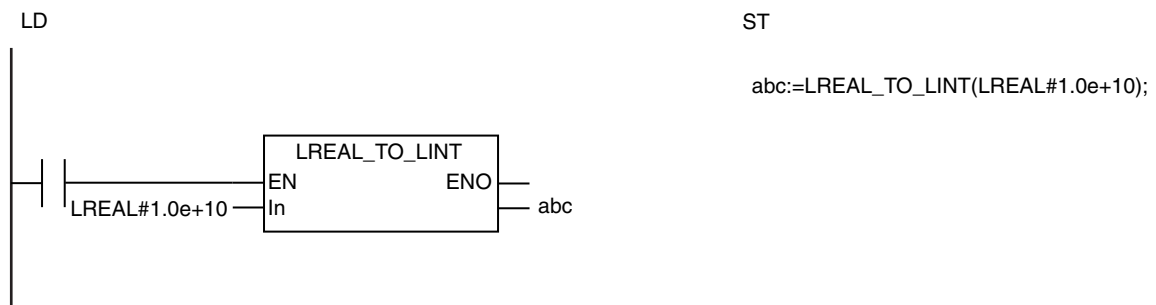 LD
ST
abc:=LREAL_TO_LINT(LREAL#1.0e+10);
LREAL_TO_LINT
EN ENO
LREAL#1.0e+10 In abc